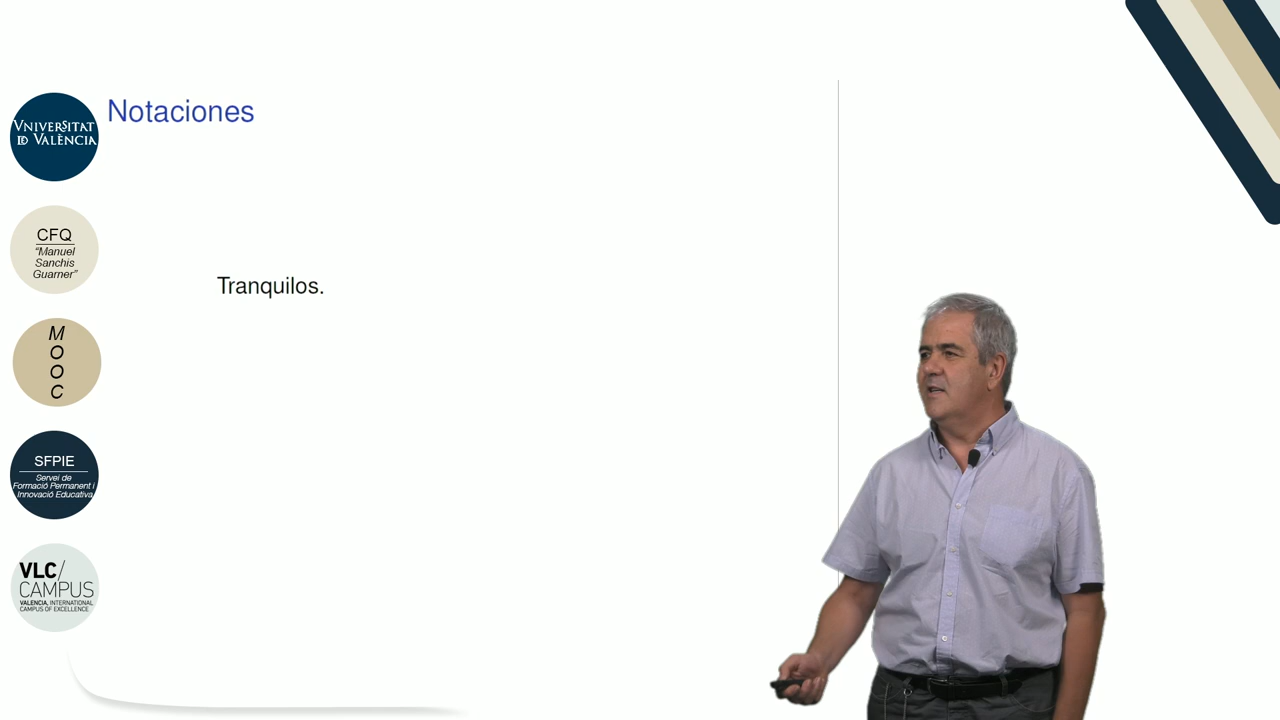 Notaciones
VNIVERSITAT
ID VALÈNCIA
CFQ
“Manuel
Sanchis
Guarner”
Tranquilos.
M
O
O
C
SFPIE
Servei de
Formació Permanent i
Innovació Educativa
VLC/
CAMPUS
VALENCIA, INTERNATIONAL
CAMPUS OF EXCELLENCE